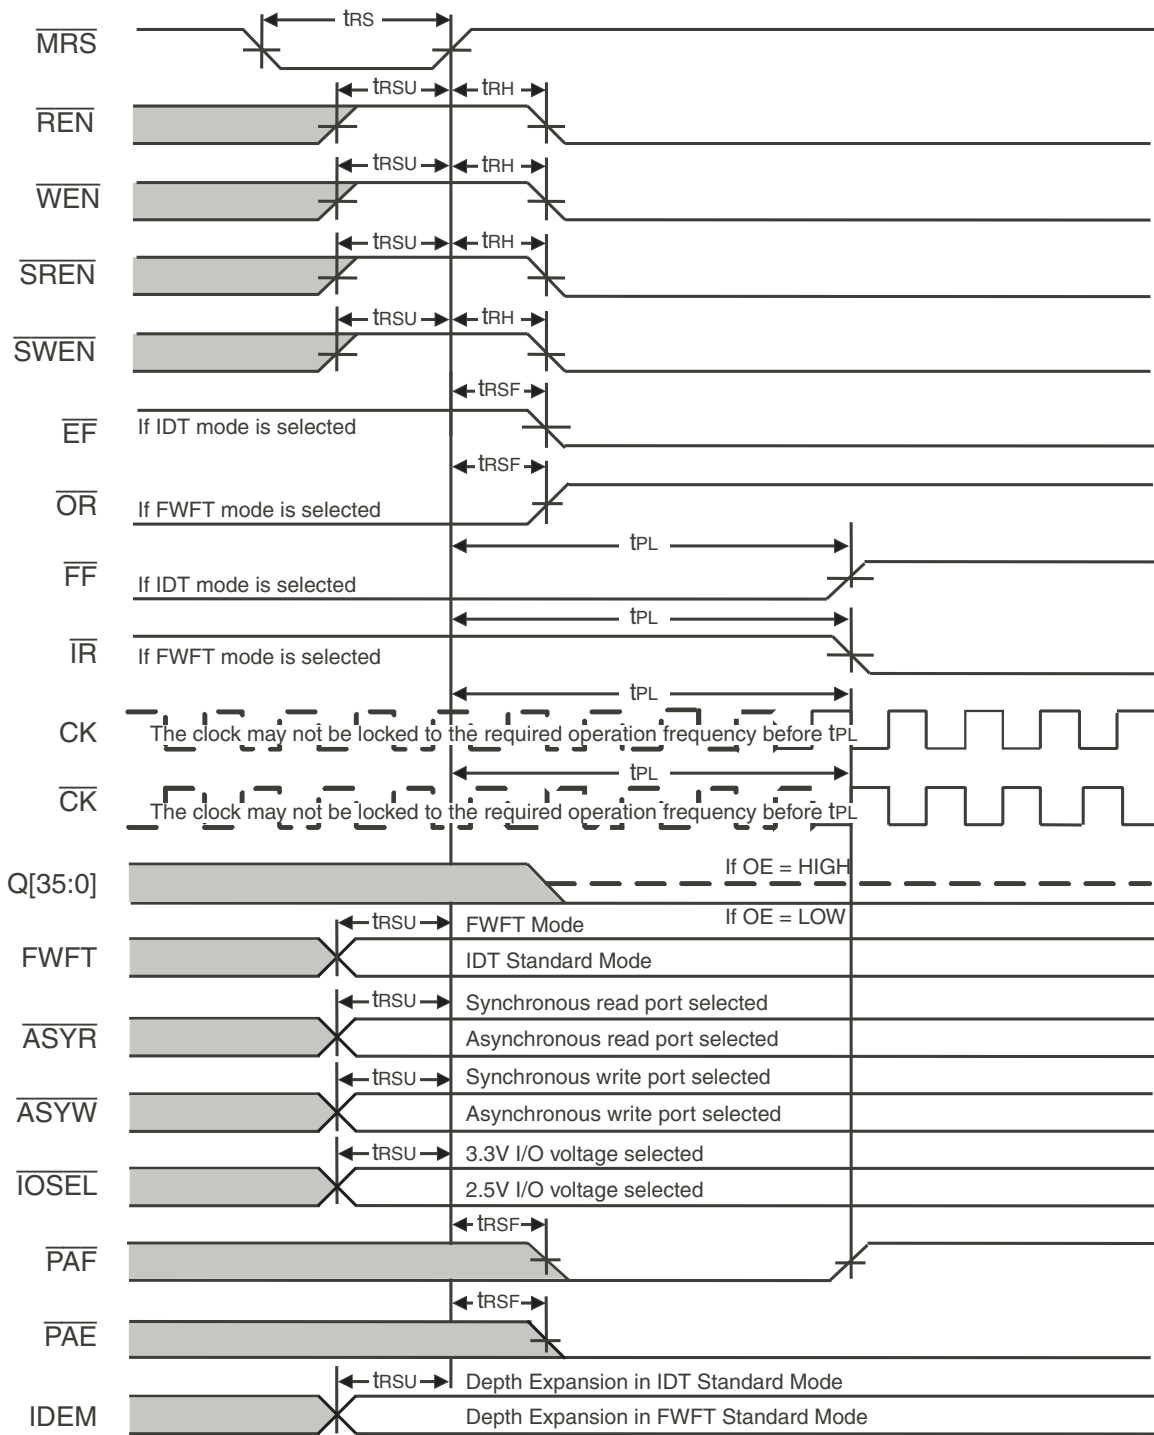 tRS
MRS
tRSU tRH
REN
tRSU tRH
WEN
tRSU tRH
SREN
tRSU tRH
SWEN
tRSF
EF If IDT mode is selected
tRSF
OR If FWFT mode is selected
tPL
FF If IDT mode is selected
tPL
IR If FWFT mode is selected
tPL
CK The clock may not be locked to the required operation frequency before tPL
tPL
CK The clock may not be locked to the required operation frequency before tPL
If OE = HIGH
Q[35:0]
If OE = LOW
tRSU FWFT Mode
FWFT IDT Standard Mode
tRSU Synchronous read port selected
ASYR Asynchronous read port selected
tRSU Synchronous write port selected
ASYW Asynchronous write port selected
tRSU 3.3V I/O voltage selected
IOSEL 2.5V I/O voltage selected
tRSF
PAF
tRSF
PAE
tRSU Depth Expansion in IDT Standard Mode
IDEM Depth Expansion in FWFT Standard Mode